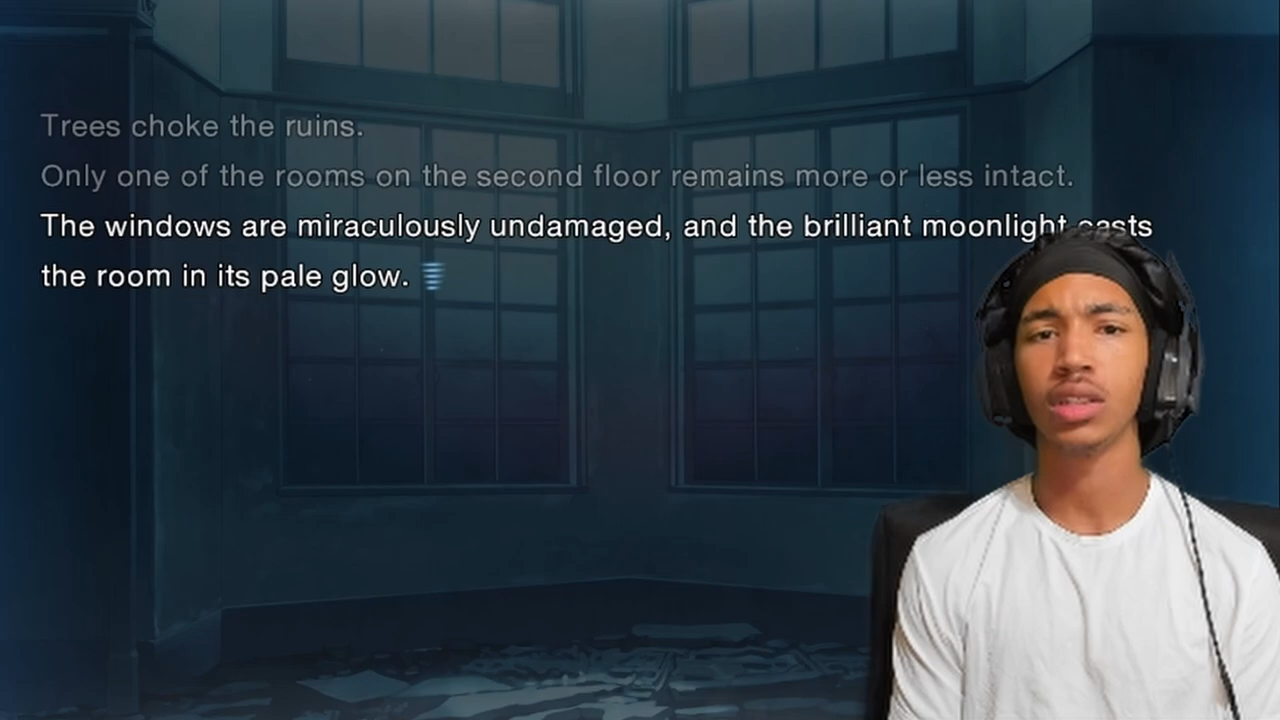 Trees choke the ruins.
Only one of the rooms on the second floor remains more or less intact.
The windows are miraculously undamaged, and the brilliant moonlight casts
the room in its pale glow.